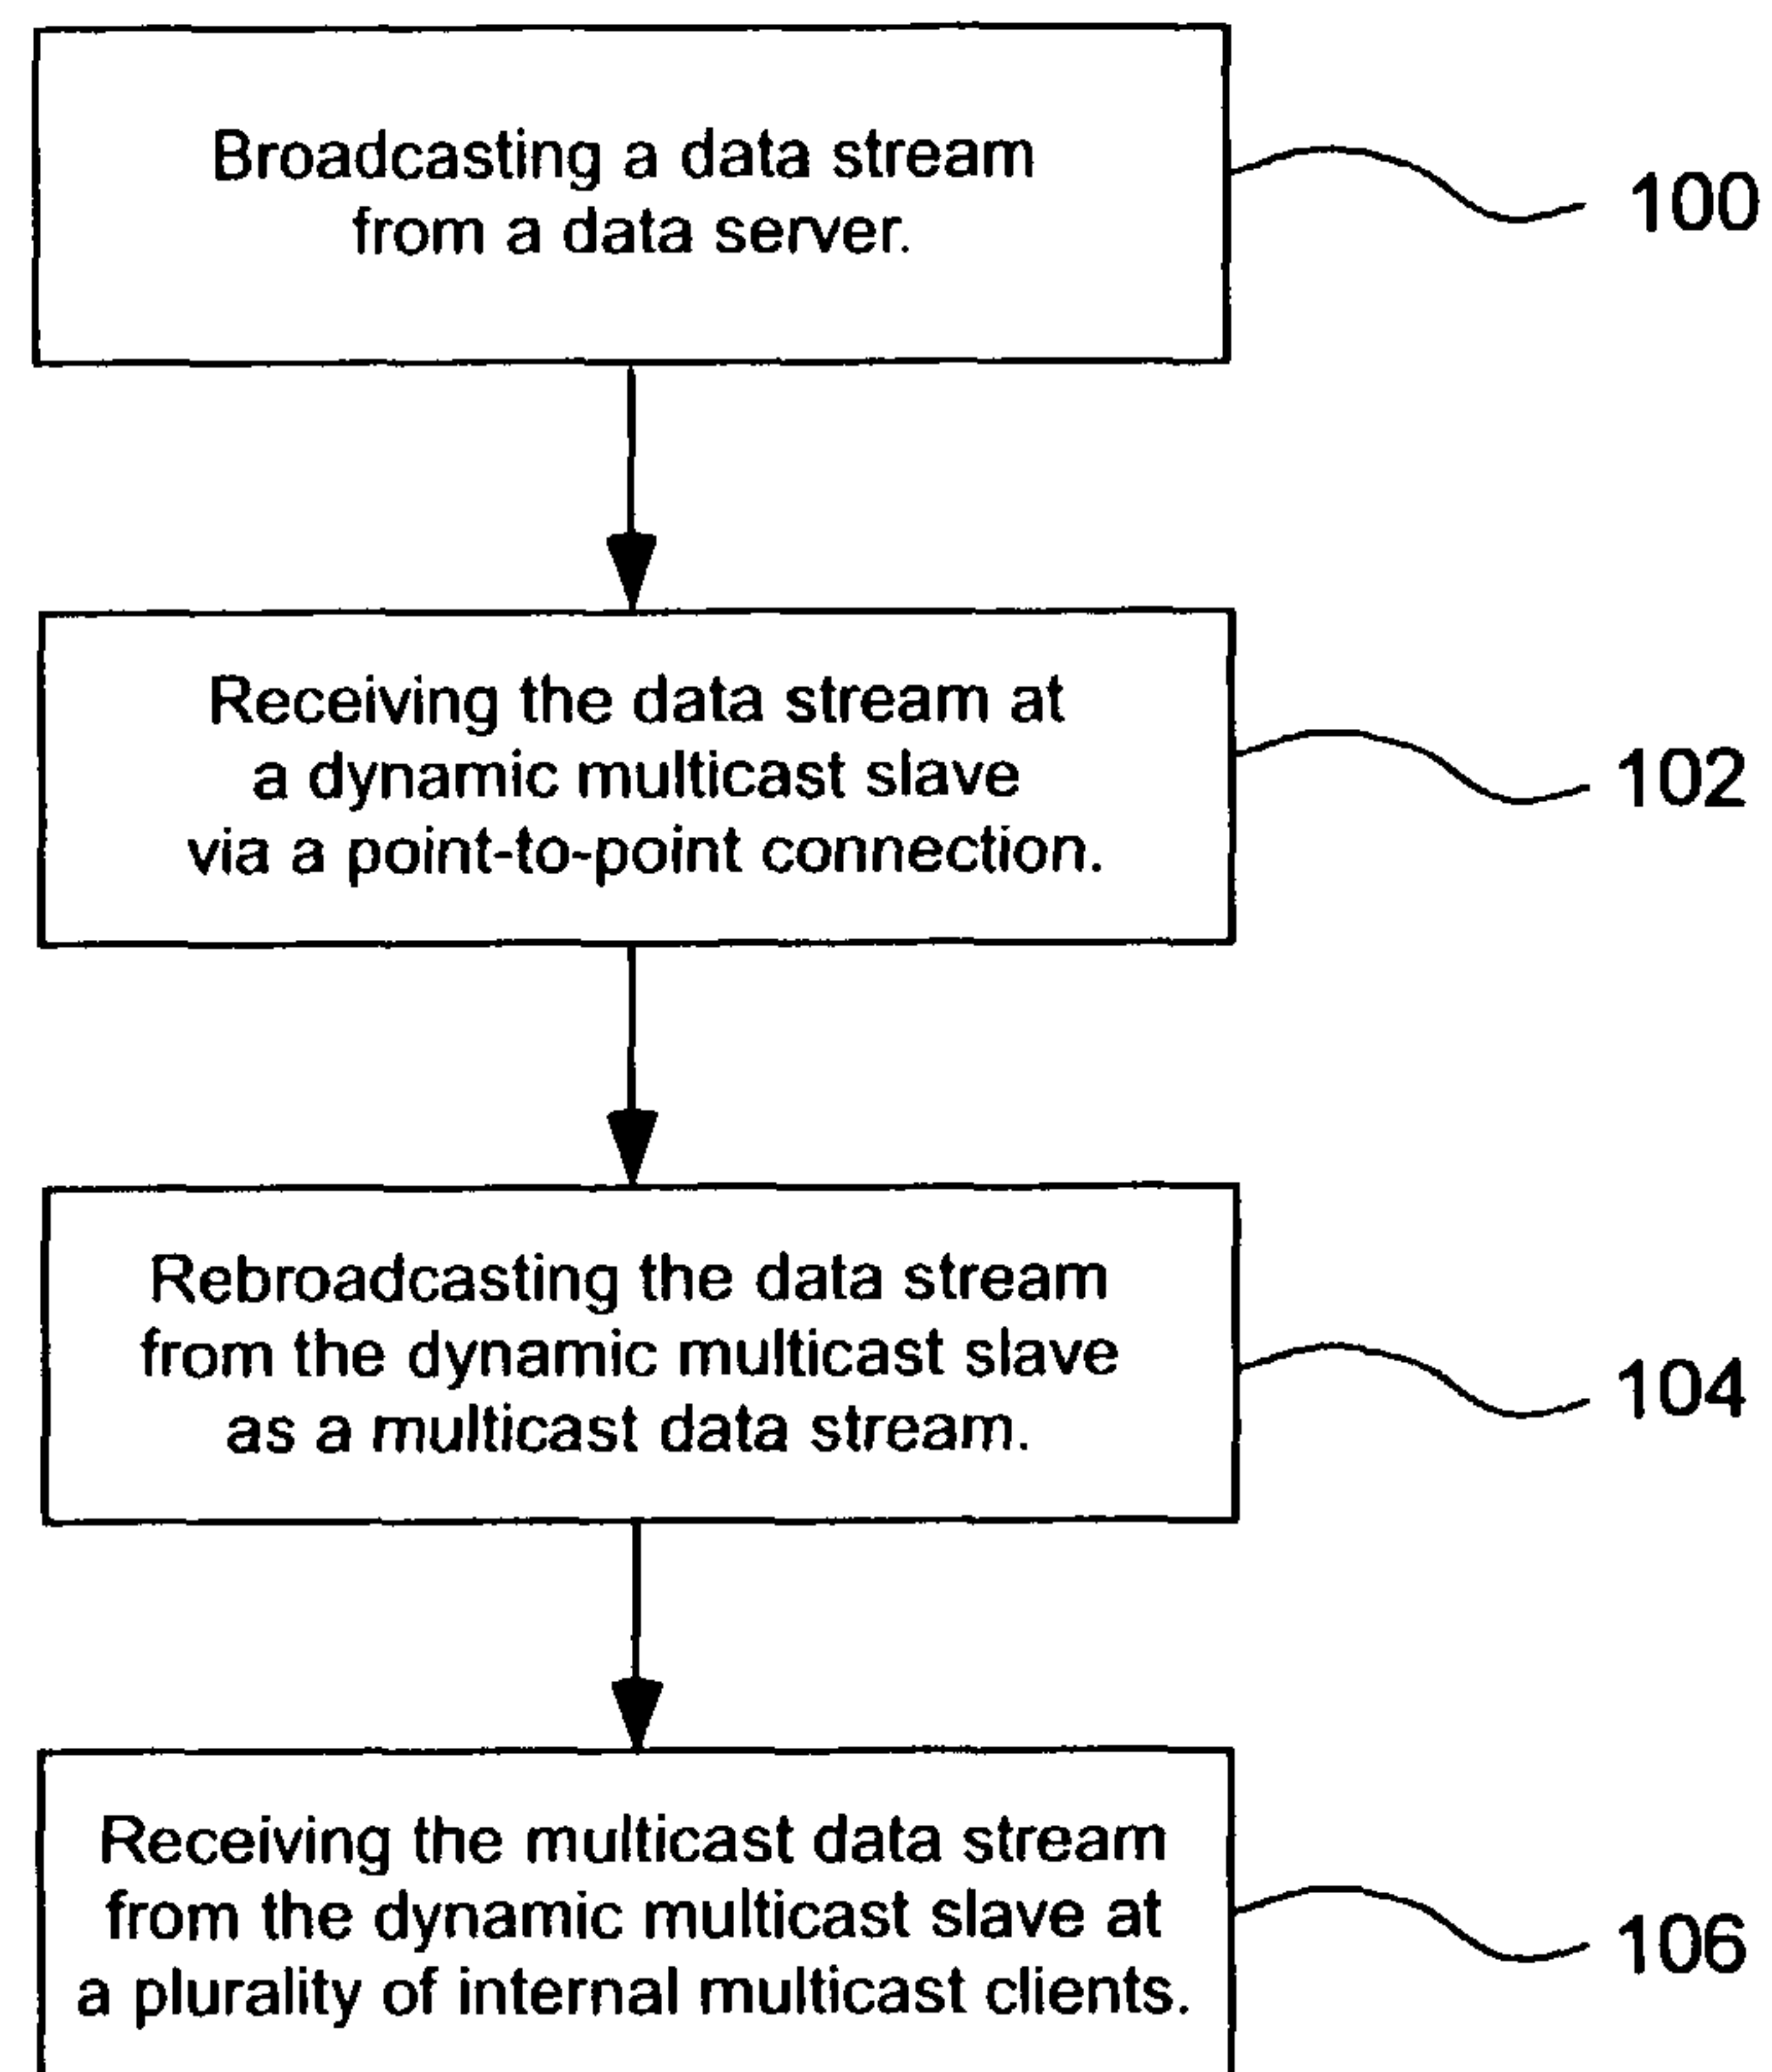 Broadcasting a data stream
from a data server.
100
Receiving the data stream at
a dynamic multicast slave
via a point-to-point connection.
102
Rebroadcasting the data stream
from the dynamic multicast slave
as a multicast data stream.
104
Receiving the multicast data stream
from the dynamic multicast slave at
a plurality of internal multicast clients.
106